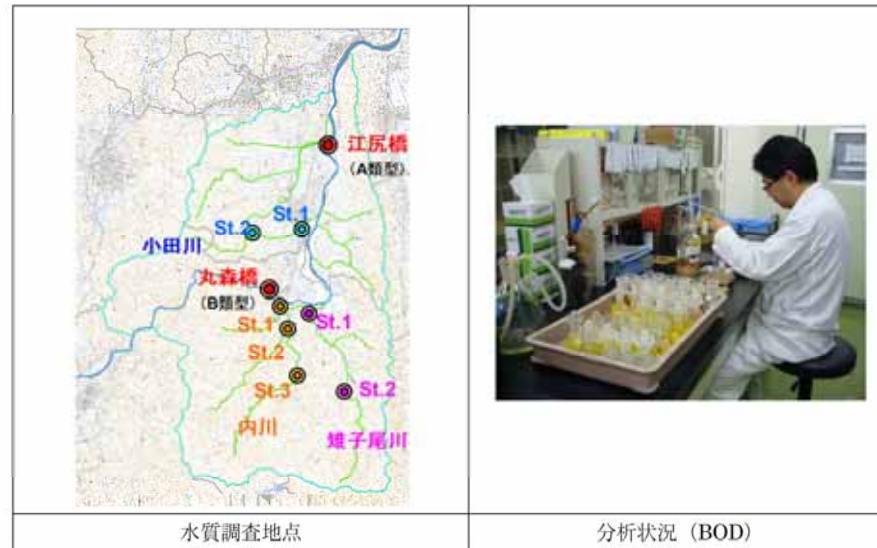 江尻橋
(A類型)
St.1
St.2
小田川
丸森橋
(B類型)
St.1
St.1
St.2
St.3
St.2
内川
雉子尾川
水質調査地点
分析状況（BOD）